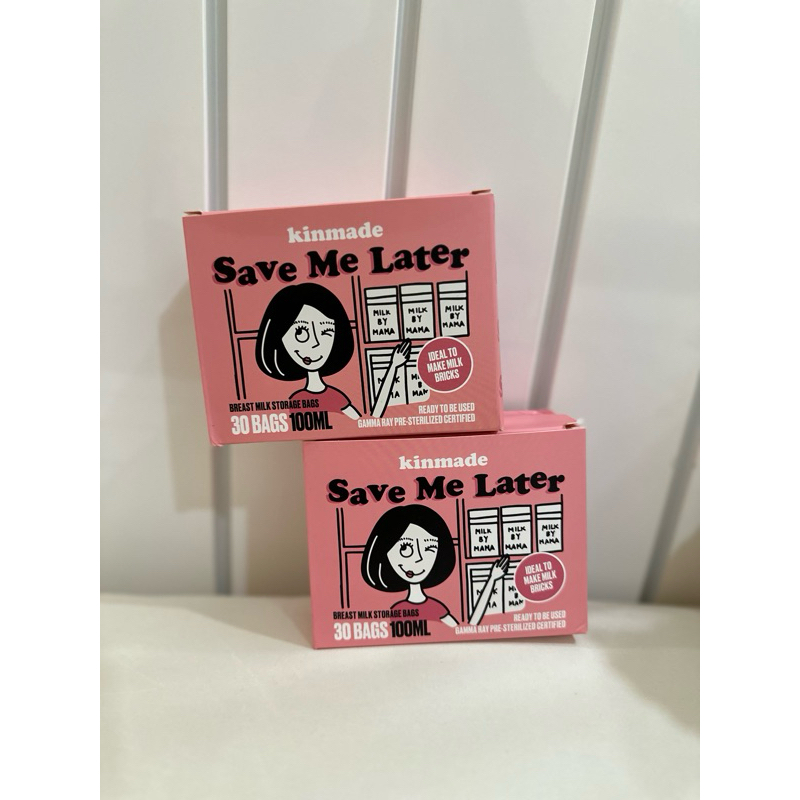 kinmade
Save Me Later
MILK BY MAMA
MILK BY MAMA
MILK BY MAMA
IDEAL TO
MAKE MILK
BRICKS
BREAST MILK STORAGE BAGS
30 BAGS 100ML
READY TO BE USED
GAMMA RAY PRE-STERILIZED CERTIFIED
kinmade
Save Me Later
MILK BY MAMA
MILK BY MAMA
MILK BY MAMA
IDEAL TO
MAKE MILK
BRICKS
BREAST MILK STORAGE BAGS
30 BAGS 100ML
READY TO BE USED
GAMMA RAY PRE-STERILIZED CERTIFIED